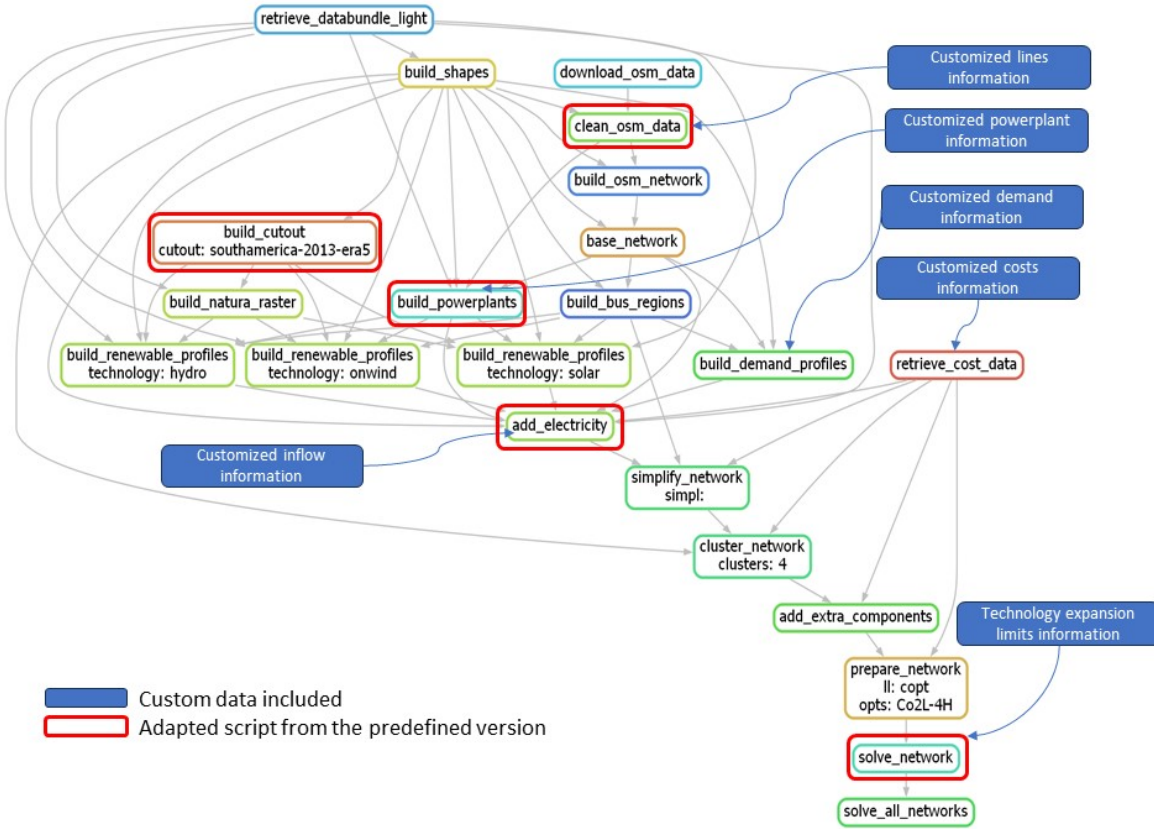 retrieve_databundle_light
build_shapes
download_osm_data
Customized lines
information
clean_osm_data
Customized powerplant
information
build_osm_network
Customized demand
information
build_cutout
cutout: southamerica-2013-era5
base_network
Customized costs
information
build_natura_raster
build_powerplants
build_bus_regions
build_renewable_profiles
technology: hydro
build_renewable_profiles
technology: onwind
build_renewable_profiles
technology: solar
build_demand_profiles
retrieve_cost_data
add_electricity
Customized inflow
information
simplify_network
simpl:
cluster_network
clusters: 4
add_extra_components
Technology expansion
limits information
prepare_network
ll: copt
opts: Co2L-4H
Custom data included
Adapted script from the predefined version
solve_network
solve_all_networks